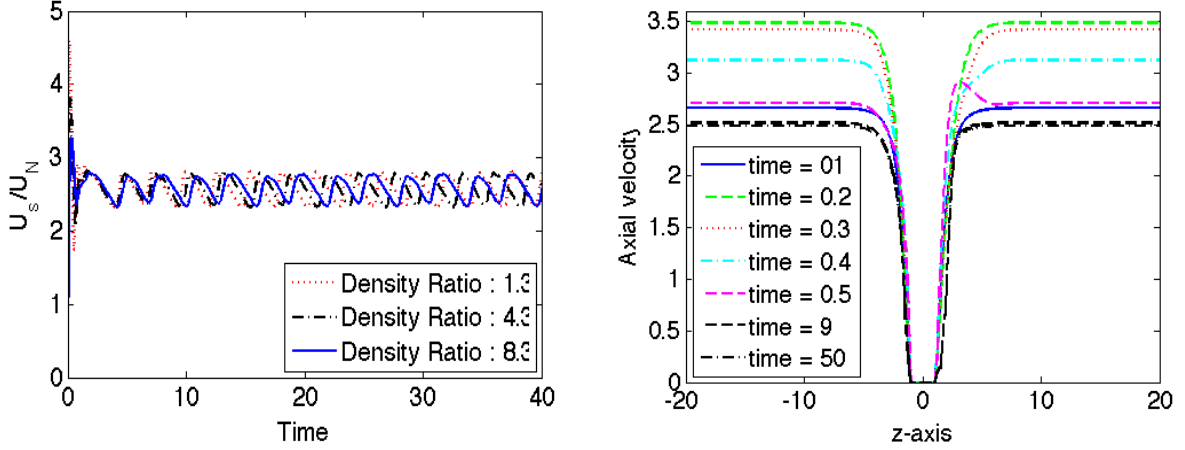 5
4
3
2
1
0
U_S/U_N
0 10 20 30 40
Time
Density Ratio : 1.3
Density Ratio : 4.3
Density Ratio : 8.3
3.5
3
2.5
2
1.5
1
0.5
0
Axial velocity
-20 -10 0 10 20
z-axis
time = 01
time = 0.2
time = 0.3
time = 0.4
time = 0.5
time = 9
time = 50